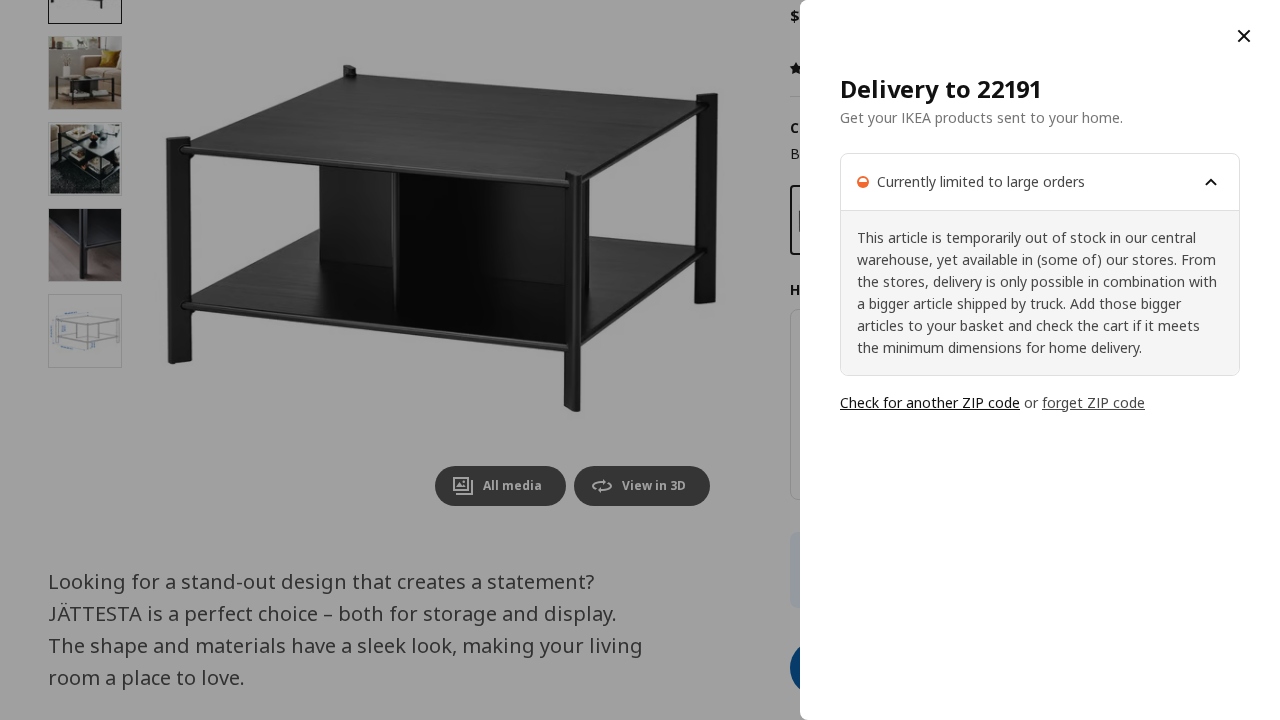 Delivery to 22191
Get your IKEA products sent to your home.
Currently limited to large orders
This article is temporarily out of stock in our central
warehouse, yet available in (some of) our stores. From
the stores, delivery is only possible in combination with
a bigger article shipped by truck. Add those bigger
articles to your basket and check the cart if it meets
the minimum dimensions for home delivery.
Check for another ZIP code or forget ZIP code
All media
View in 3D
Looking for a stand-out design that creates a statement?
JÄTTESTA is a perfect choice – both for storage and display.
The shape and materials have a sleek look, making your living
room a place to love.
$